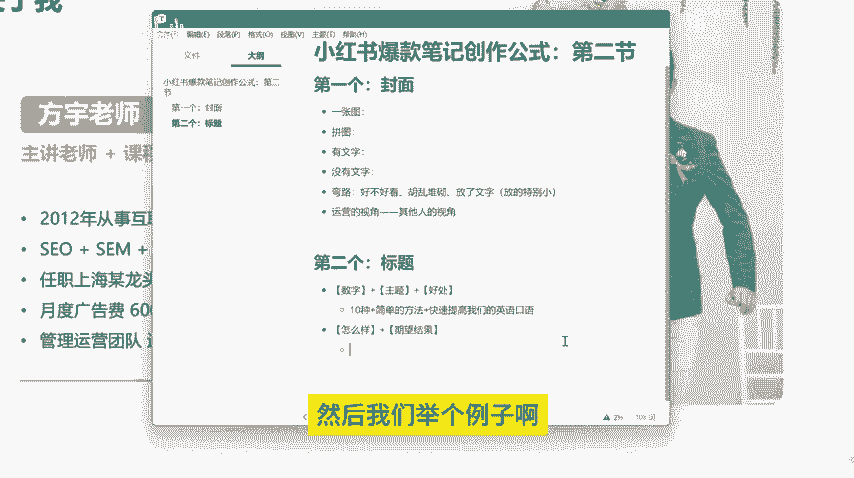 文件(F) 编辑(E) 段落(P) 格式(O) 视图(V) 主题(T) 帮助(H)
文件 大纲
小红书爆款笔记创作公式：第二
节
第一个：封面
第二个：标题
小红书爆款笔记创作公式：第二节
第一个：封面
• 一张图：
• 拼图：
• 有文字：
• 没有文字：
• 弯路：好不好看、胡乱堆砌、放了文字（放的特别小）
• 运营的视角——其他人的视角
第二个：标题
• 【数字】+【主题】+【好处】
○ 10种+简单的方法+快速提高我们的英语口语
• 【怎么样】+【期望结果】
方宇老师
主讲老师 + 课程
• 2012年从事互联
• SEO + SEM +
• 任职上海某龙头
• 月度广告费 600
• 管理运营团队
然后我们举个例子啊